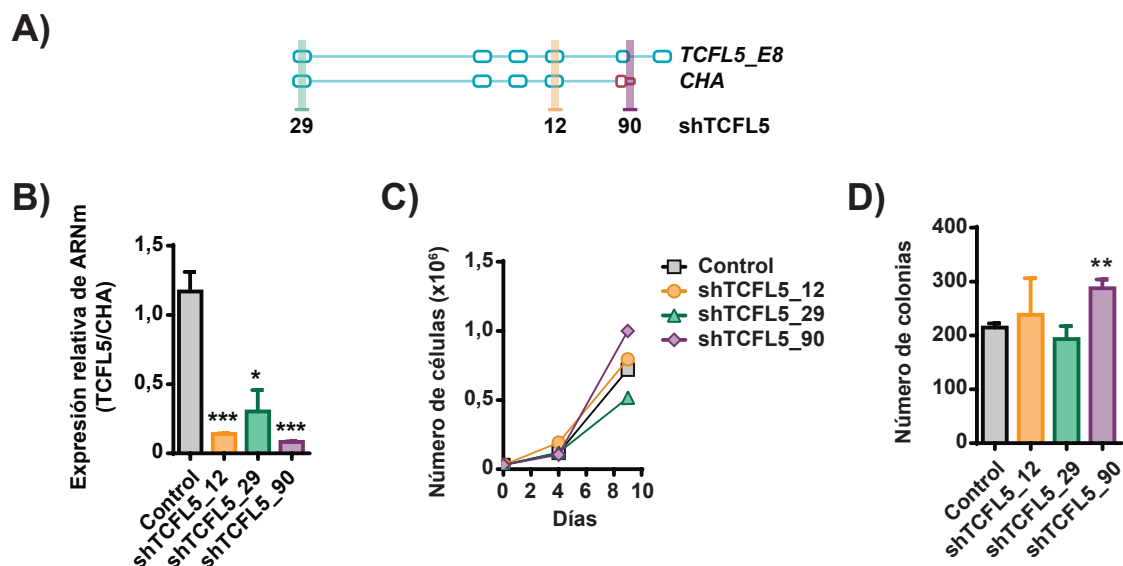 A)
TCFL5_E8
CHA
29 12 90 shTCFL5
B)
Expresión relativa de ARNm
(TCFL5/CHA)
1,5
1,0
0,5
0
***
*
***
Control
shTCFL5_12
shTCFL5_29
shTCFL5_90
C)
Número de células (x10⁶)
1,5
1,0
0,5
0
0 2 4 6 8 10
Días
Control
shTCFL5_12
shTCFL5_29
shTCFL5_90
D)
Número de colonias
400
300
200
100
0
**
Control
shTCFL5_12
shTCFL5_29
shTCFL5_90